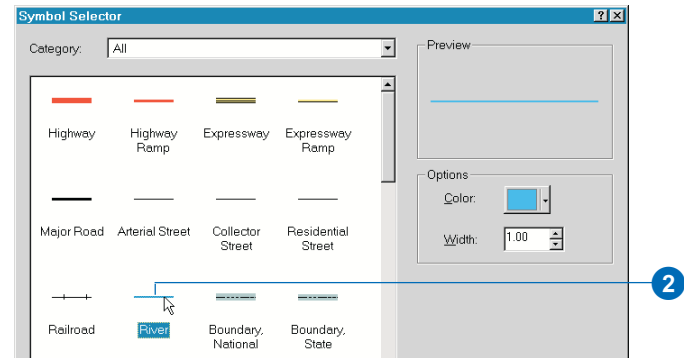 Symbol Selector
Category: All
Preview
Highway
Highway Ramp
Expressway
Expressway Ramp
Options
Color:
Width: 1.00
Major Road
Arterial Street
Collector Street
Residential Street
2
Railroad
River
Boundary, National
Boundary, State